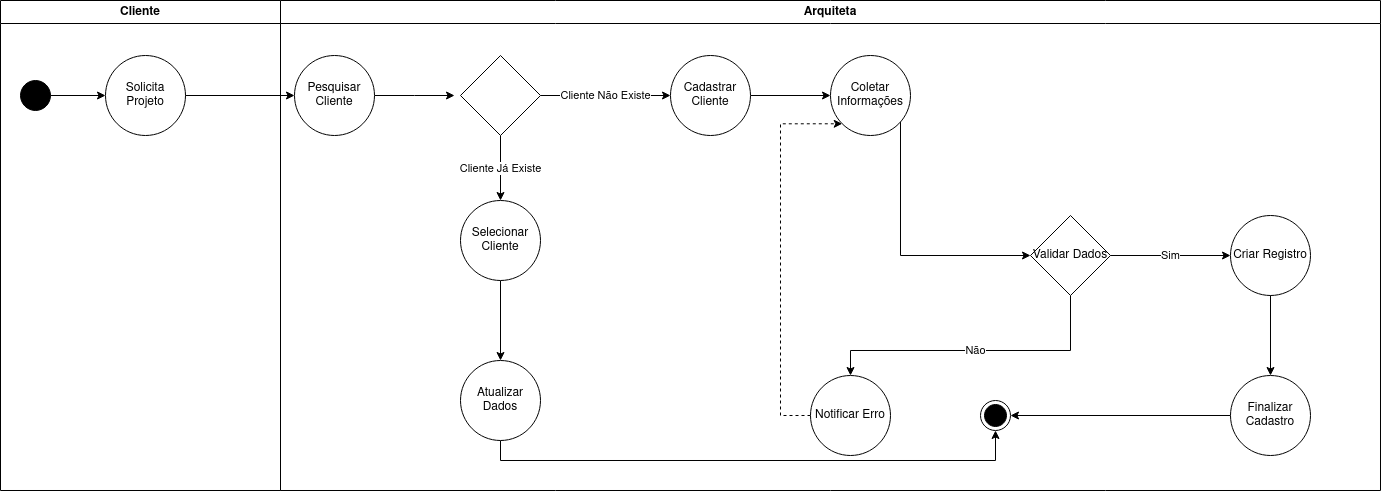 Cliente
Arquiteta
Solicita
Projeto
Pesquisar
Cliente
Cliente Não Existe
Cadastrar
Cliente
Coletar
Informações
Cliente Já Existe
Selecionar
Cliente
Validar Dados
Sim
Criar Registro
Não
Atualizar
Dados
Notificar Erro
Finalizar
Cadastro